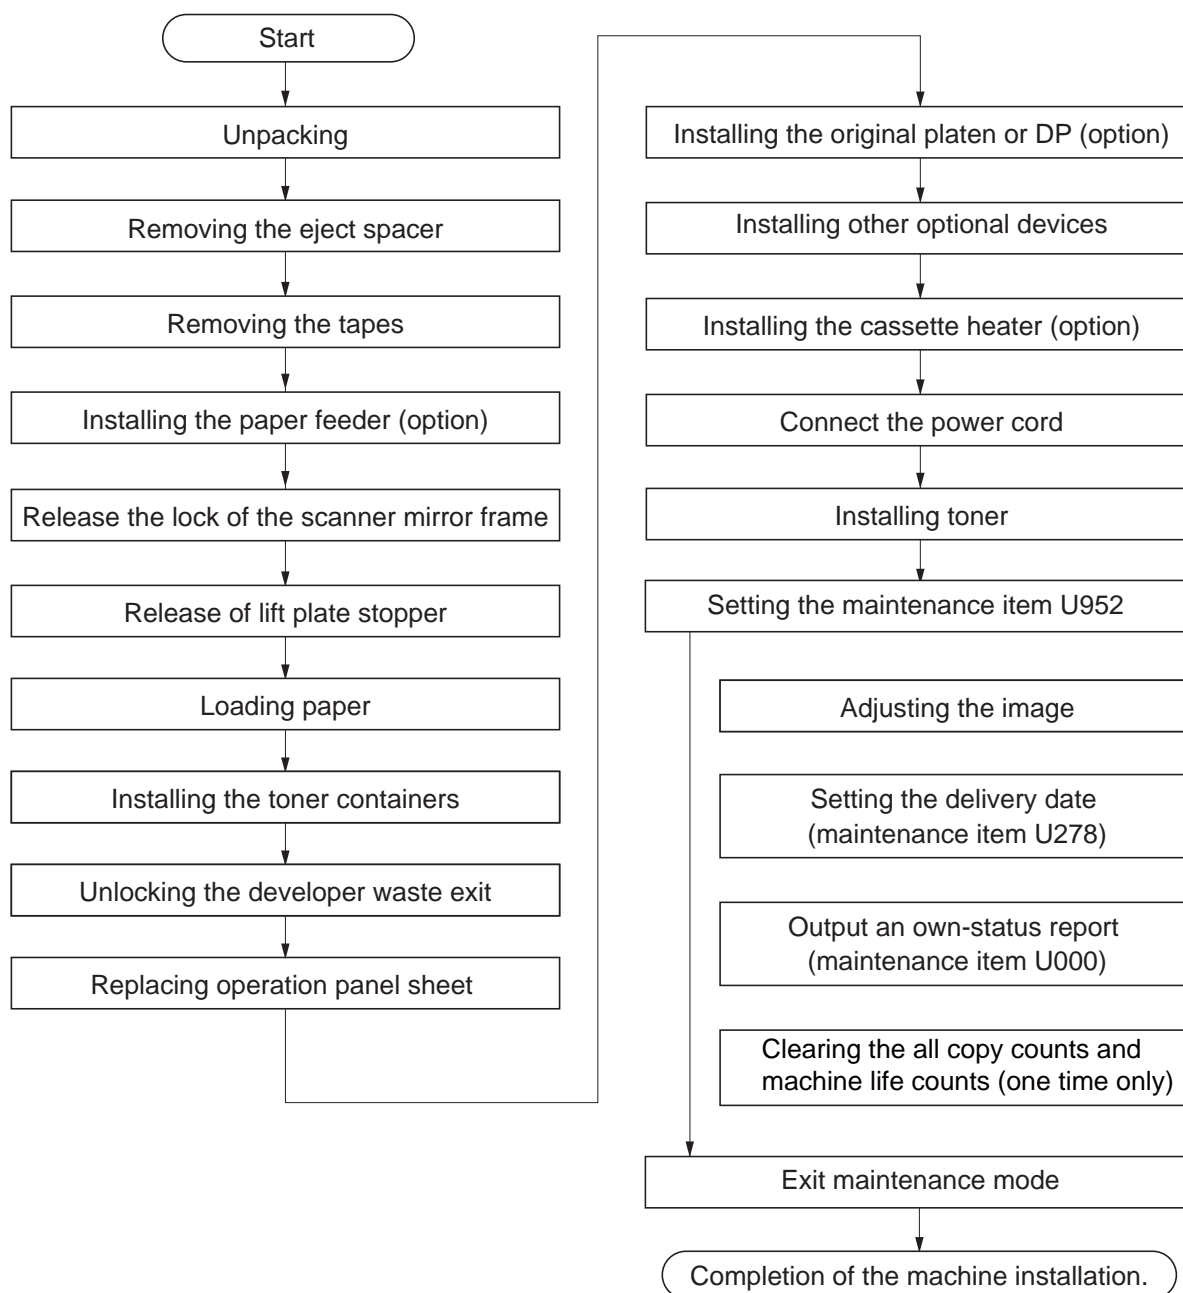 Start
Unpacking
Removing the eject spacer
Removing the tapes
Installing the paper feeder (option)
Release the lock of the scanner mirror frame
Release of lift plate stopper
Loading paper
Installing the toner containers
Unlocking the developer waste exit
Replacing operation panel sheet
Installing the original platen or DP (option)
Installing other optional devices
Installing the cassette heater (option)
Connect the power cord
Installing toner
Setting the maintenance item U952
Adjusting the image
Setting the delivery date
(maintenance item U278)
Output an own-status report
(maintenance item U000)
Clearing the all copy counts and
machine life counts (one time only)
Exit maintenance mode
Completion of the machine installation.